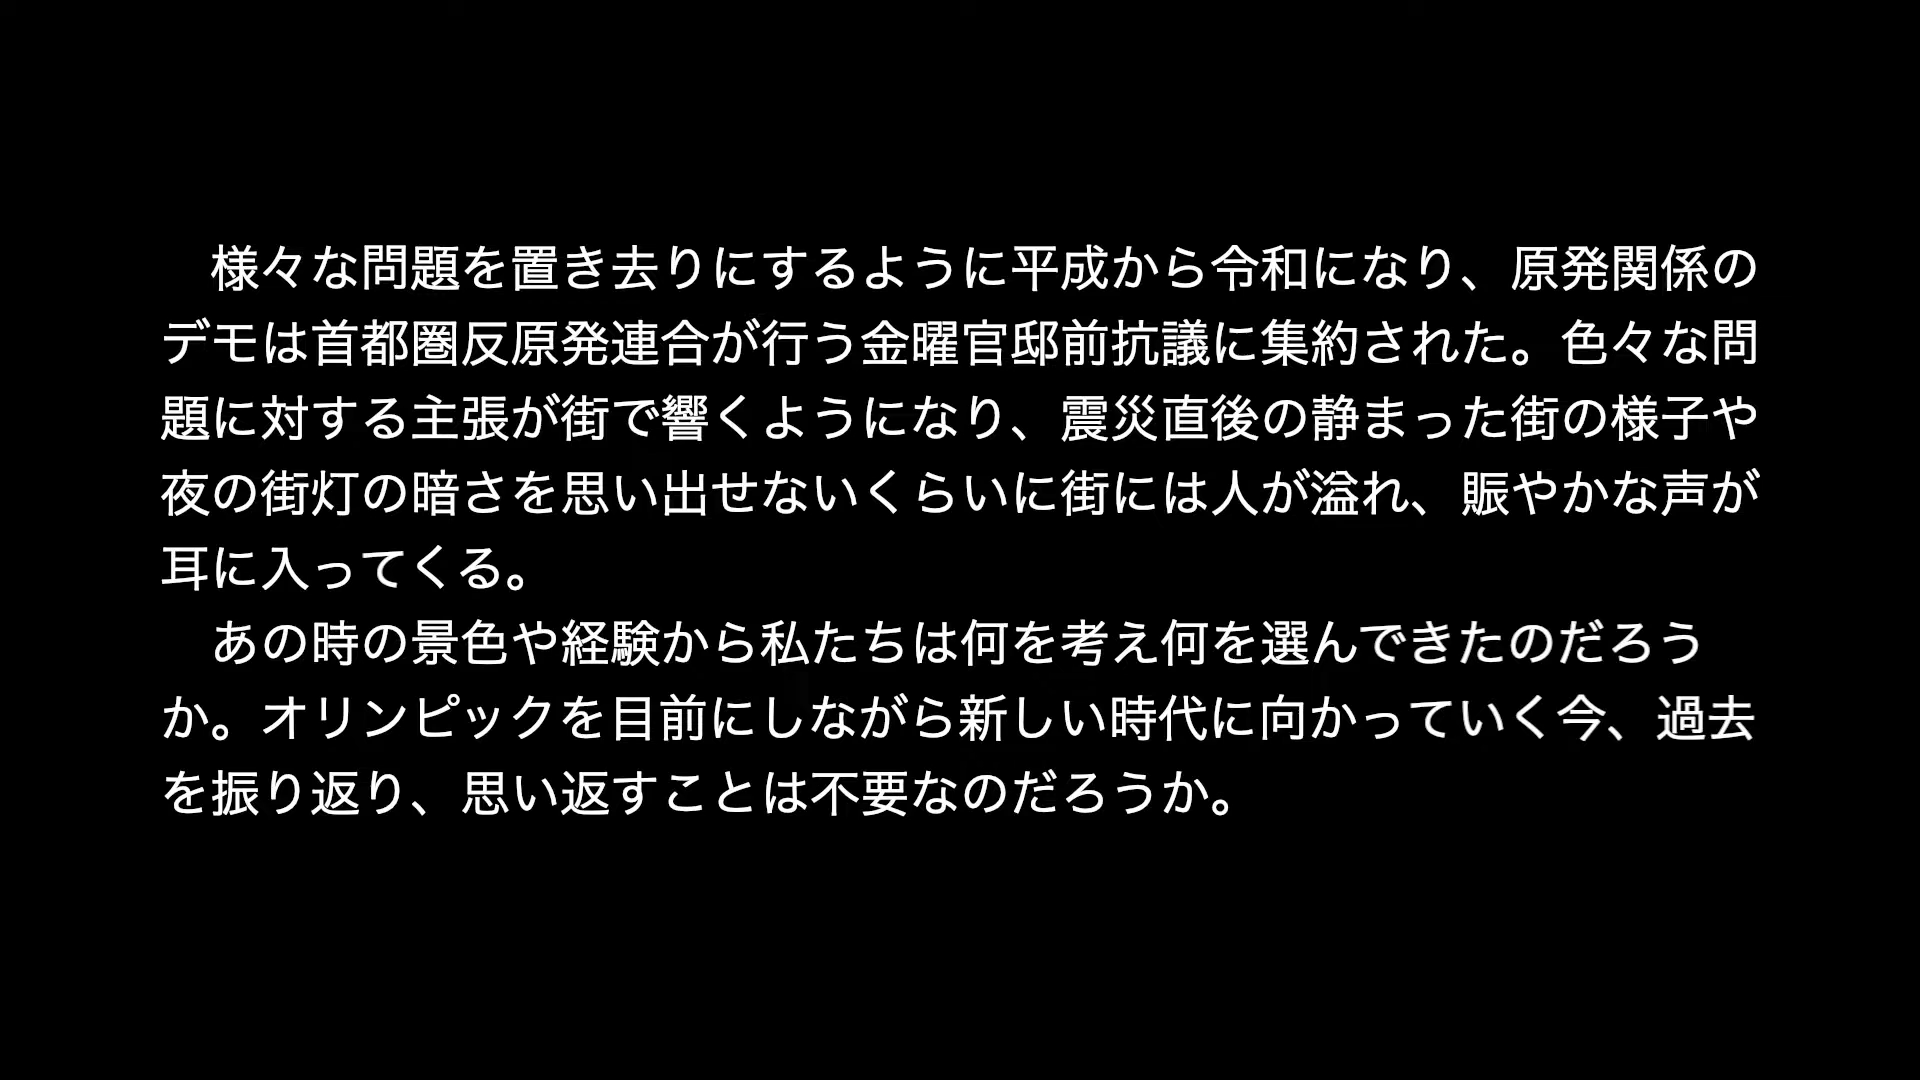 様々な問題を置き去りにするように平成から令和になり、原発関係の
デモは首都圏反原発連合が行う金曜官邸前抗議に集約された。色々な問
題に対する主張が街で響くようになり、震災直後の静まった街の様子や
夜の街灯の暗さを思い出せないくらいに街には人が溢れ、賑やかな声が
耳に入ってくる。
　あの時の景色や経験から私たちは何を考え何を選んできたのだろう
か。オリンピックを目前にしながら新しい時代に向かっていく今、過去
を振り返り、思い返すことは不要なのだろうか。